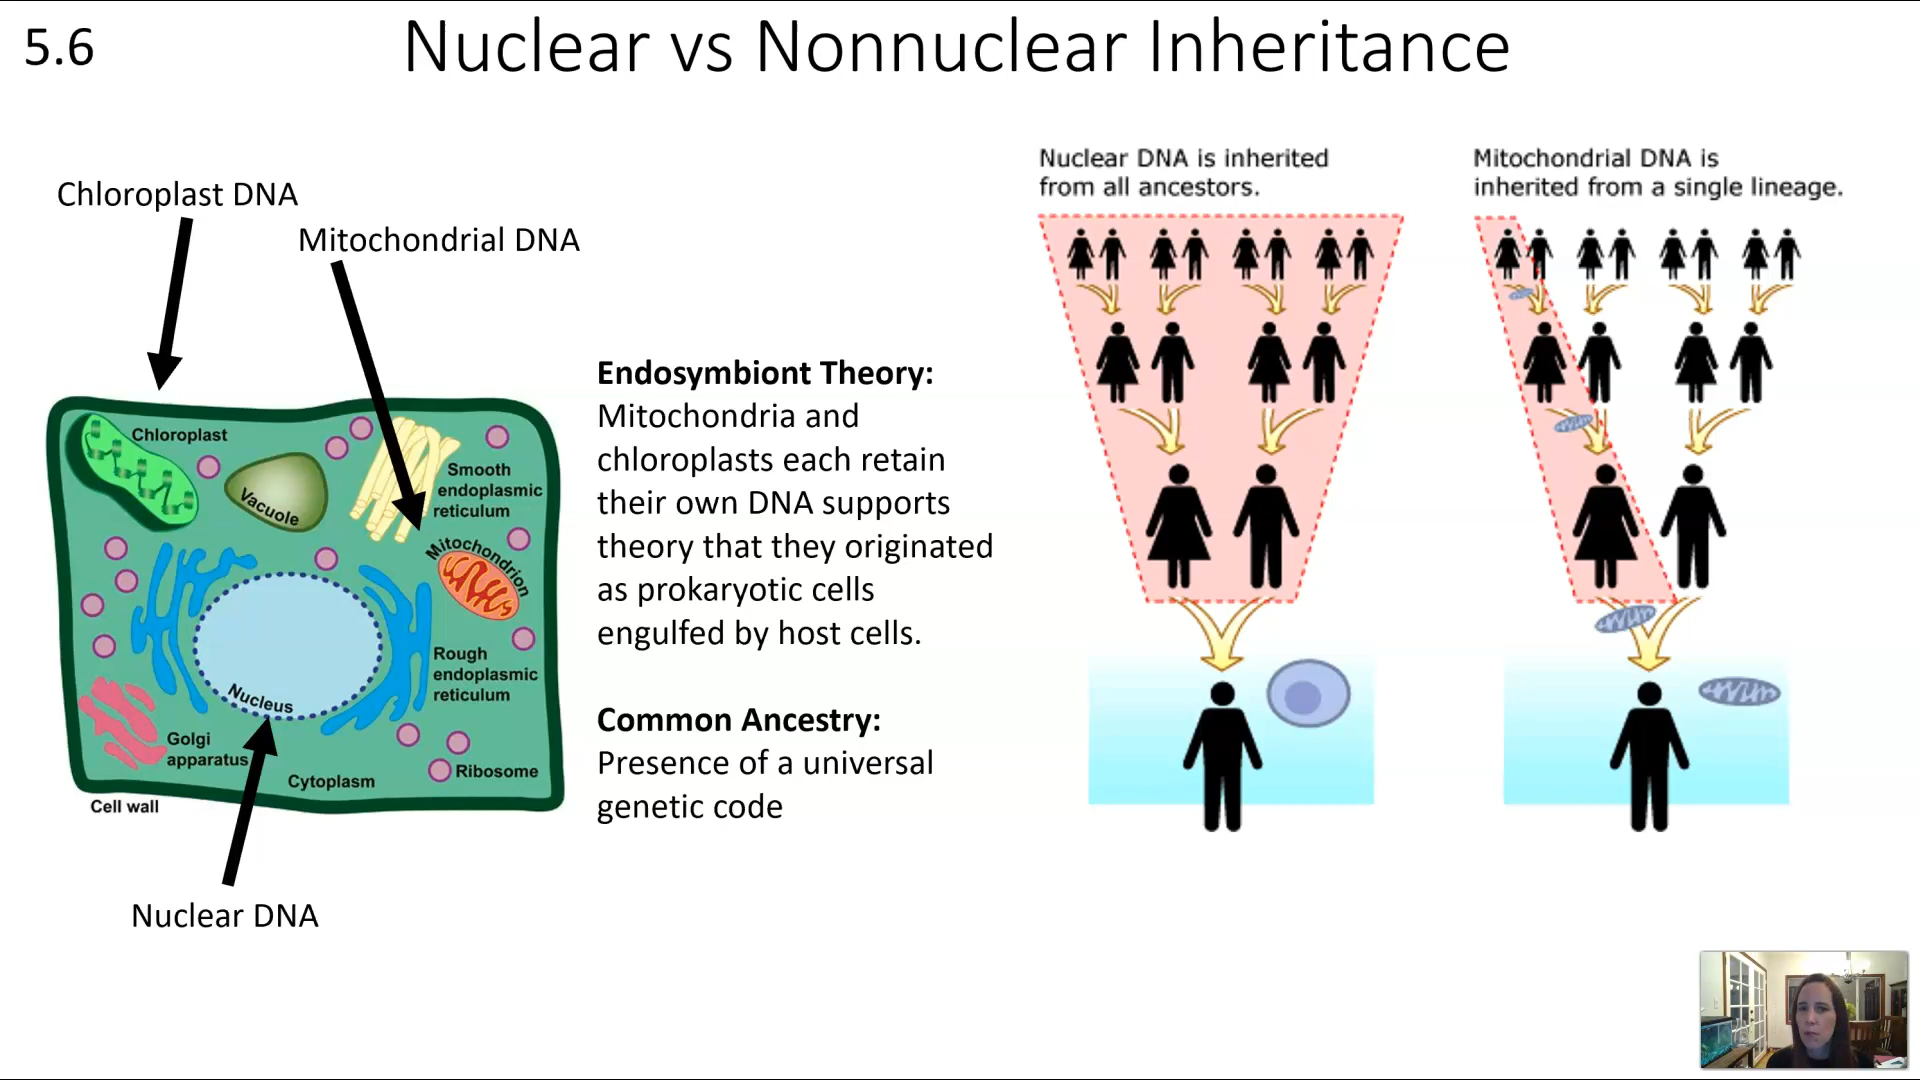 5.6
Nuclear vs Nonnuclear Inheritance
Chloroplast DNA
Mitochondrial DNA
Chloroplast
Vacuole
Smooth
endoplasmic
reticulum
Mitochondrion
Nucleus
Rough
endoplasmic
reticulum
Golgi
apparatus
Cytoplasm
Ribosome
Cell wall
Nuclear DNA
Endosymbiont Theory:
Mitochondria and
chloroplasts each retain
their own DNA supports
theory that they originated
as prokaryotic cells
engulfed by host cells.
Common Ancestry:
Presence of a universal
genetic code
Nuclear DNA is inherited
from all ancestors.
Mitochondrial DNA is
inherited from a single lineage.